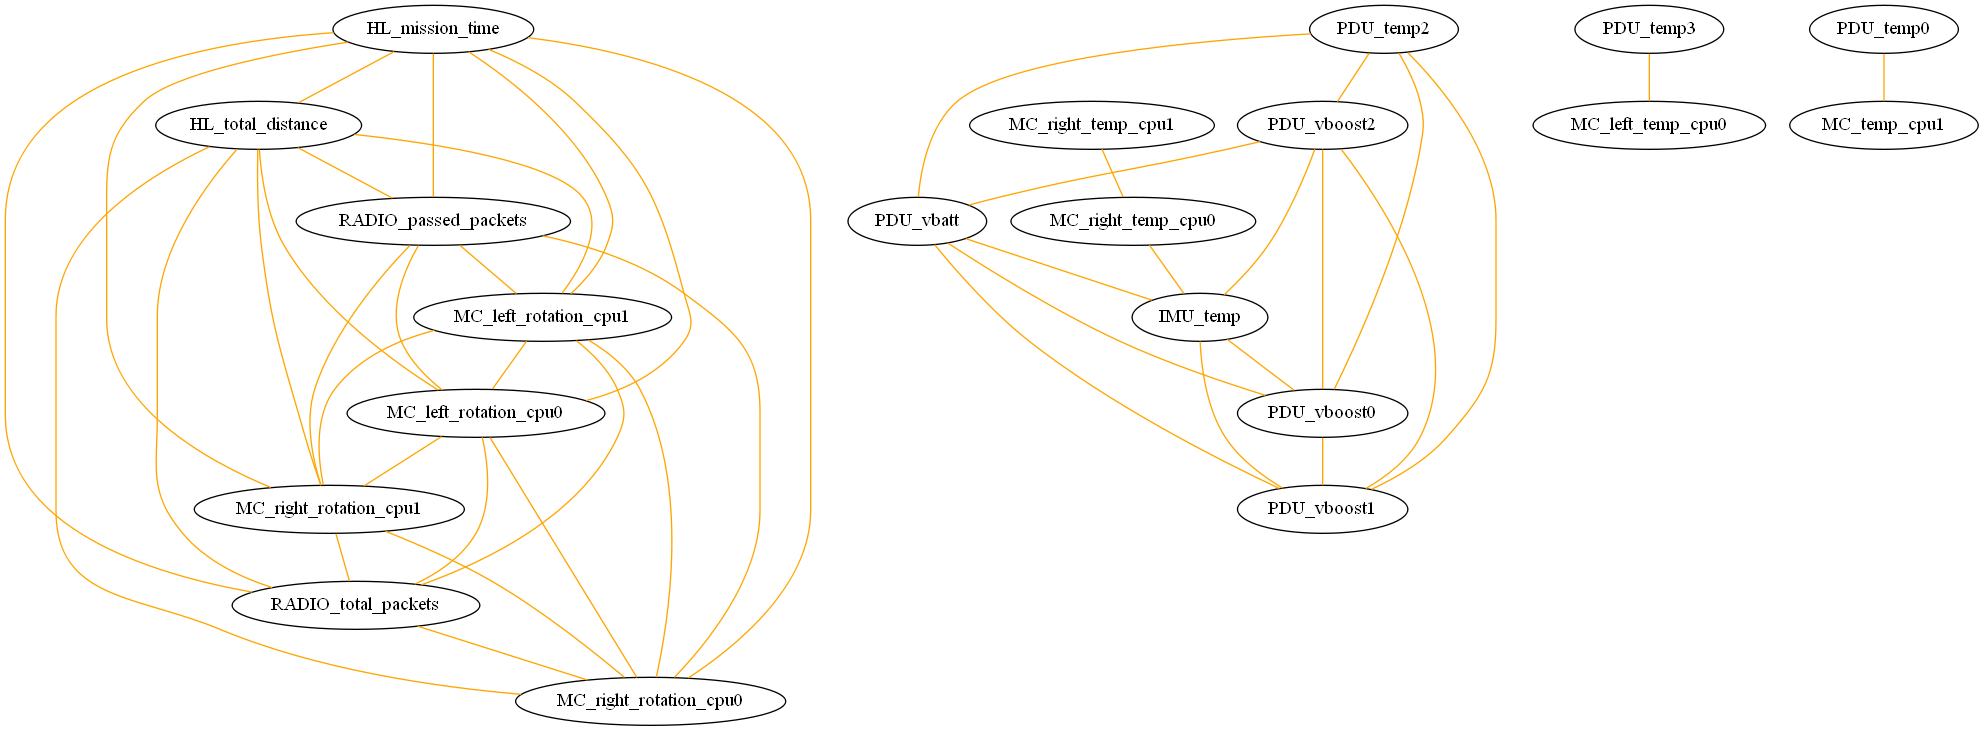 HL_mission_time
PDU_temp2
PDU_temp3
PDU_temp0
HL_total_distance
MC_right_temp_cpu1
PDU_vboost2
MC_left_temp_cpu0
MC_temp_cpu1
RADIO_passed_packets
PDU_vbatt
MC_right_temp_cpu0
MC_left_rotation_cpu1
IMU_temp
MC_left_rotation_cpu0
PDU_vboost0
MC_right_rotation_cpu1
PDU_vboost1
RADIO_total_packets
MC_right_rotation_cpu0